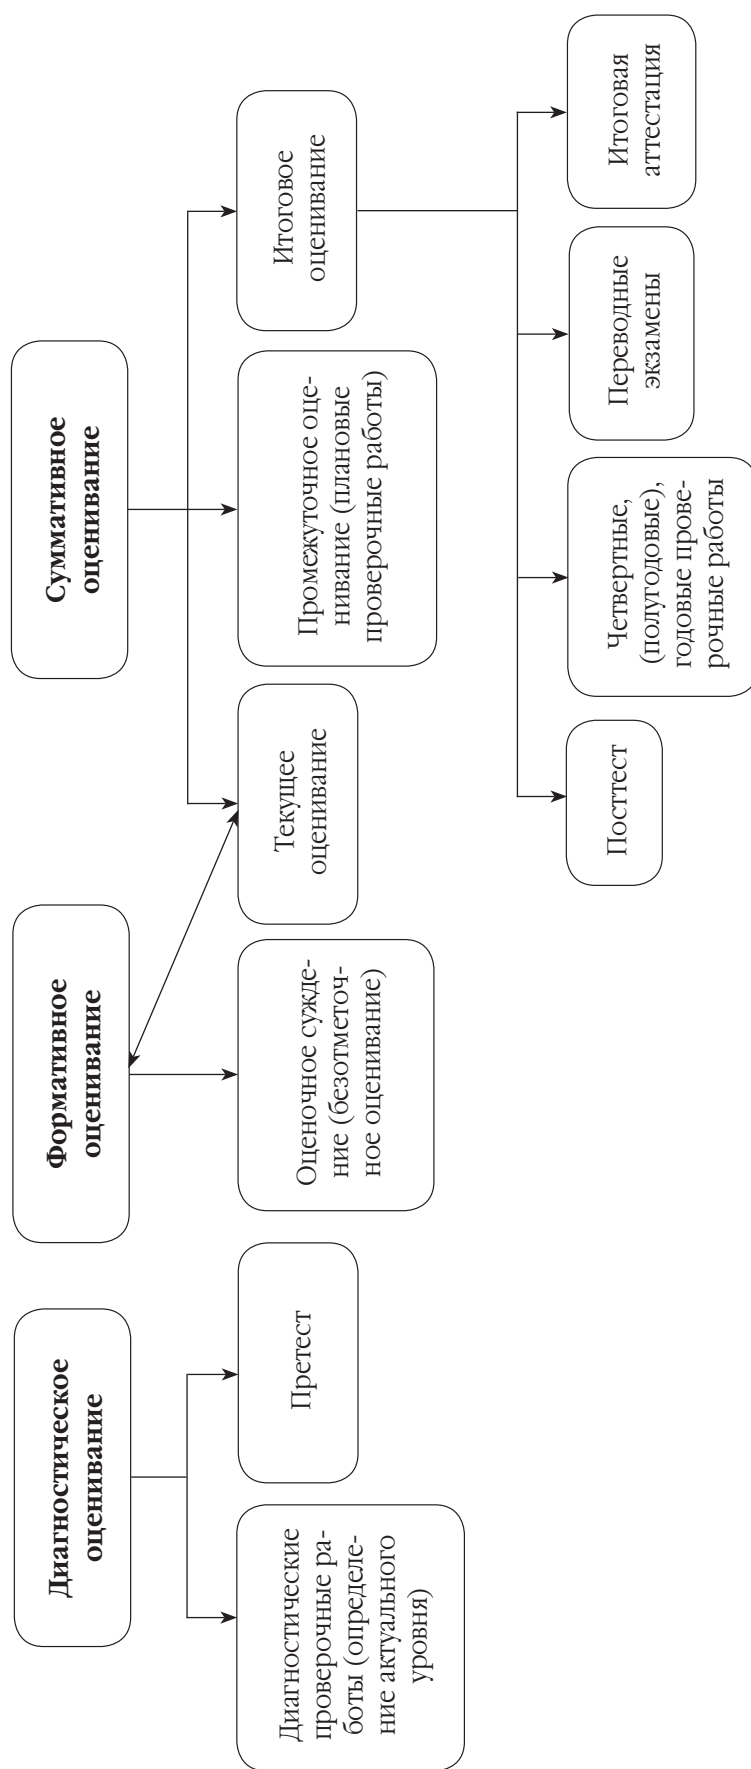 Диагностическое
оценивание
Формативное
оценивание
Суммативное
оценивание
Диагностические
проверочные ра-
боты (определе-
ние актуального
уровня)
Претест
Оценочное сужде-
ние (безотметоч-
ное оценивание)
Текущее
оценивание
Промежуточное оце-
нивание (плановые
проверочные работы)
Итоговое
оценивание
Посттест
Четвертные,
(полугодовые),
годовые прове-
рочные работы
Переводные
экзамены
Итоговая
аттестация